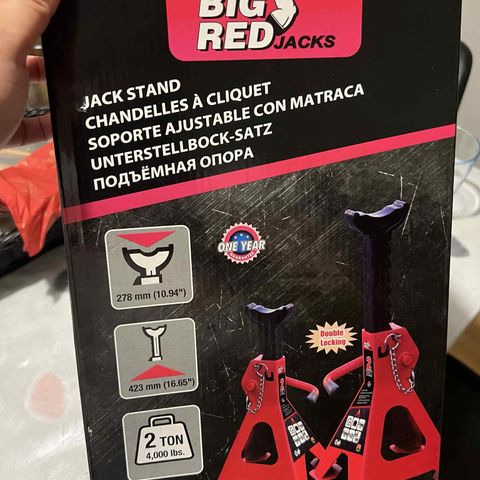 BIG
RED JACKS
JACK STAND
CHANDELLES À CLIQUET
SOPORTE AJUSTABLE CON MATRACA
UNTERSTELLBOCK-SATZ
ПОДЪЁМНАЯ ОПОРА
278 mm (10.94")
ONE YEAR
423 mm (16.65")
Double
Locking
2 TON
4,000 lbs.